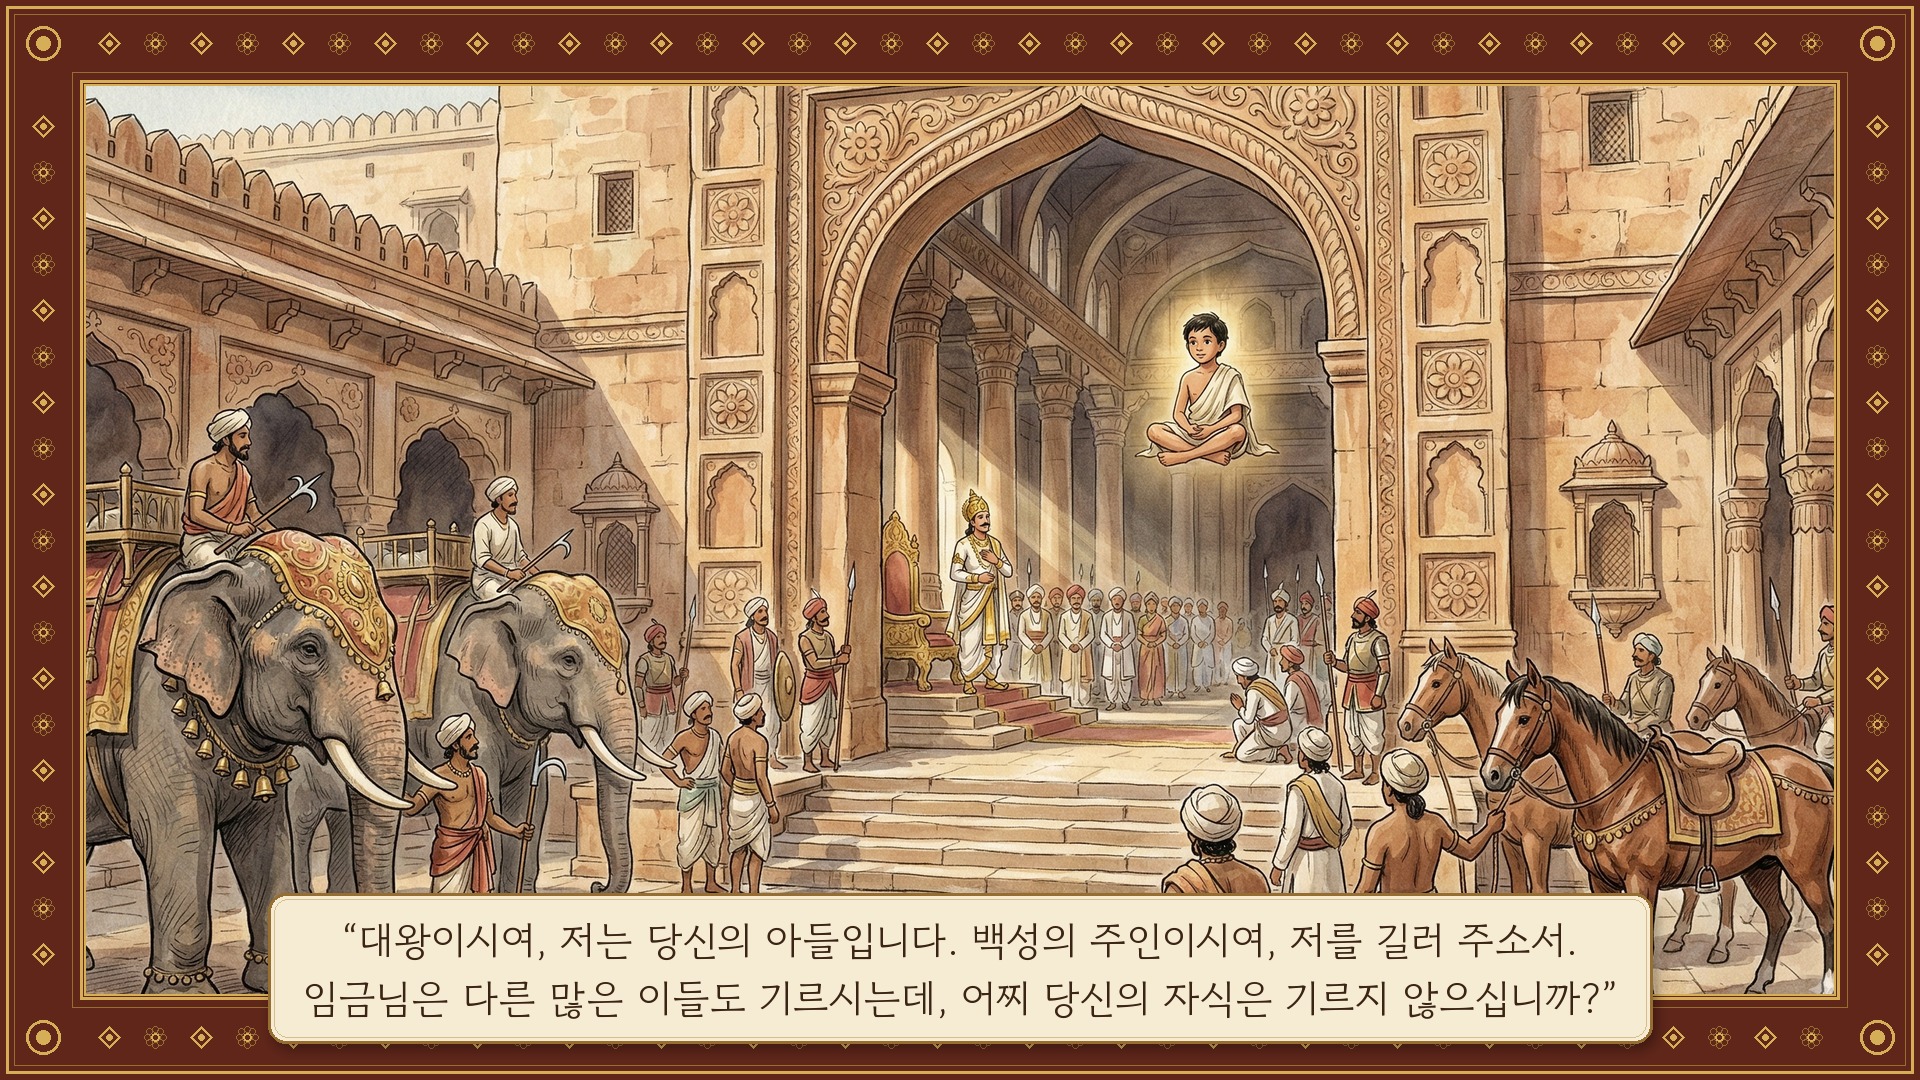 “대왕이시여, 저는 당신의 아들입니다. 백성의 주인이시여, 저를 길러 주소서.
임금님은 다른 많은 이들도 기르시는데, 어찌 당신의 자식은 기르지 않으십니까?”